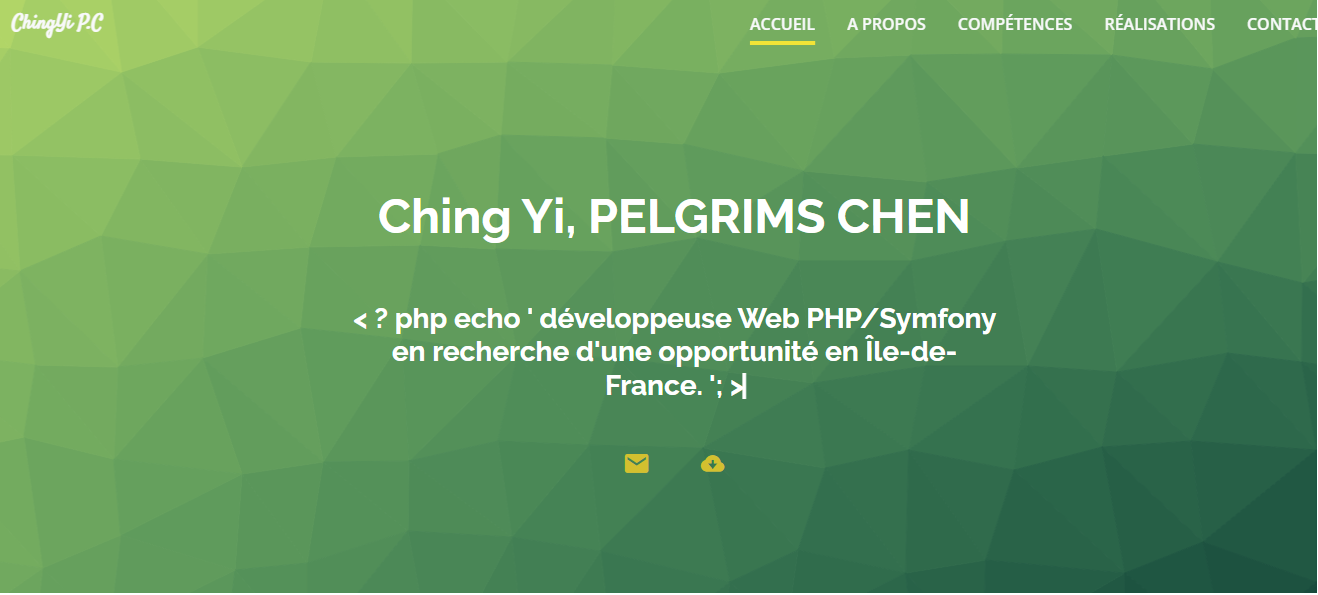 ChingYi P.C
ACCUEIL A PROPOS COMPÉTENCES RÉALISATIONS CONTACT
Ching Yi, PELGRIMS CHEN
< ? php echo ' développeuse Web PHP/Symfony
en recherche d'une opportunité en Île-de-
France. '; >|